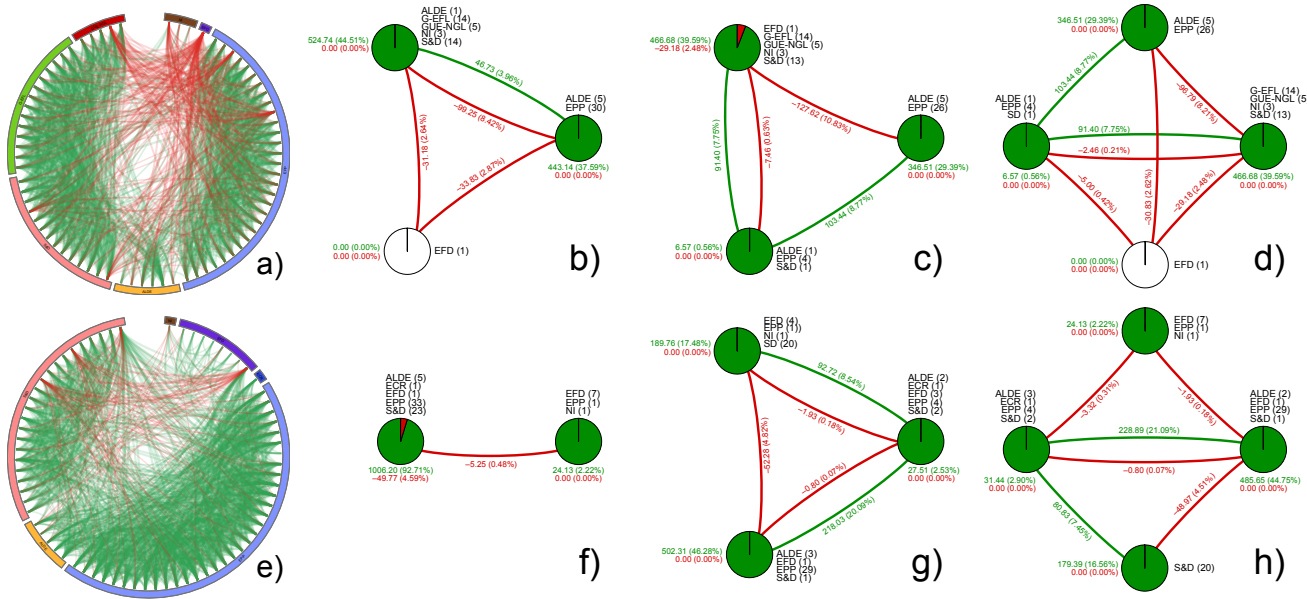 a)
ALDE (1)
G-EFL (14)
GUE-NGL (5)
NI (3)
S&D (14)
524.74 (44.51%)
0.00 (0.00%)
46.73 (3.96%)
−99.25 (8.42%)
−31.18 (2.64%)
ALDE (5)
EPP (30)
443.14 (37.59%)
0.00 (0.00%)
−33.83 (2.87%)
0.00 (0.00%)
0.00 (0.00%)
EFD (1)
b)
EFD (1)
G-EFL (14)
GUE-NGL (5)
NI (3)
S&D (13)
466.68 (39.59%)
−29.18 (2.48%)
−127.62 (10.83%)
91.40 (7.75%)
−7.46 (0.63%)
ALDE (5)
EPP (26)
346.51 (29.39%)
0.00 (0.00%)
103.44 (8.77%)
6.57 (0.56%)
0.00 (0.00%)
ALDE (1)
EPP (4)
S&D (1)
c)
346.51 (29.39%)
0.00 (0.00%)
ALDE (5)
EPP (26)
103.44 (8.77%)
−96.79 (8.21%)
ALDE (1)
EPP (4)
SD (1)
G-EFL (14)
GUE-NGL (5
NI (3)
S&D (13)
91.40 (7.75%)
−2.46 (0.21%)
6.57 (0.56%)
0.00 (0.00%)
466.68 (39.59%)
0.00 (0.00%)
−5.00 (0.42%)
−30.83 (2.62%)
−29.18 (2.48%)
0.00 (0.00%)
0.00 (0.00%)
EFD (1)
d)
ALDE
e)
ALDE (5)
ECR (1)
EFD (1)
EPP (33)
S&D (23)
EFD (7)
EPP (1)
NI (1)
−5.25 (0.48%)
1006.20 (92.71%)
−49.77 (4.59%)
24.13 (2.22%)
0.00 (0.00%)
f)
EFD (4)
EPP (1))
NI (1)
SD (20)
189.76 (17.48%)
0.00 (0.00%)
92.72 (8.54%)
−1.93 (0.18%)
−52.28 (4.82%)
ALDE (2)
ECR (1)
EFD (3)
EPP (4)
S&D (2)
27.51 (2.53%)
0.00 (0.00%)
−0.80 (0.07%)
218.03 (20.09%)
502.31 (46.28%)
0.00 (0.00%)
ALDE (3)
EFD (1)
EPP (29)
S&D (1)
g)
24.13 (2.22%)
0.00 (0.00%)
EFD (7)
EPP (1)
NI (1)
−3.32 (0.31%)
−1.93 (0.18%)
ALDE (3)
ECR (1)
EPP (4)
S&D (2)
ALDE (2)
EFD (1)
EPP (29)
S&D (1)
228.89 (21.09%)
−0.80 (0.07%)
31.44 (2.90%)
0.00 (0.00%)
485.65 (44.75%)
0.00 (0.00%)
80.83 (7.45%)
−48.97 (4.51%)
179.39 (16.56%)
0.00 (0.00%)
S&D (20)
h)